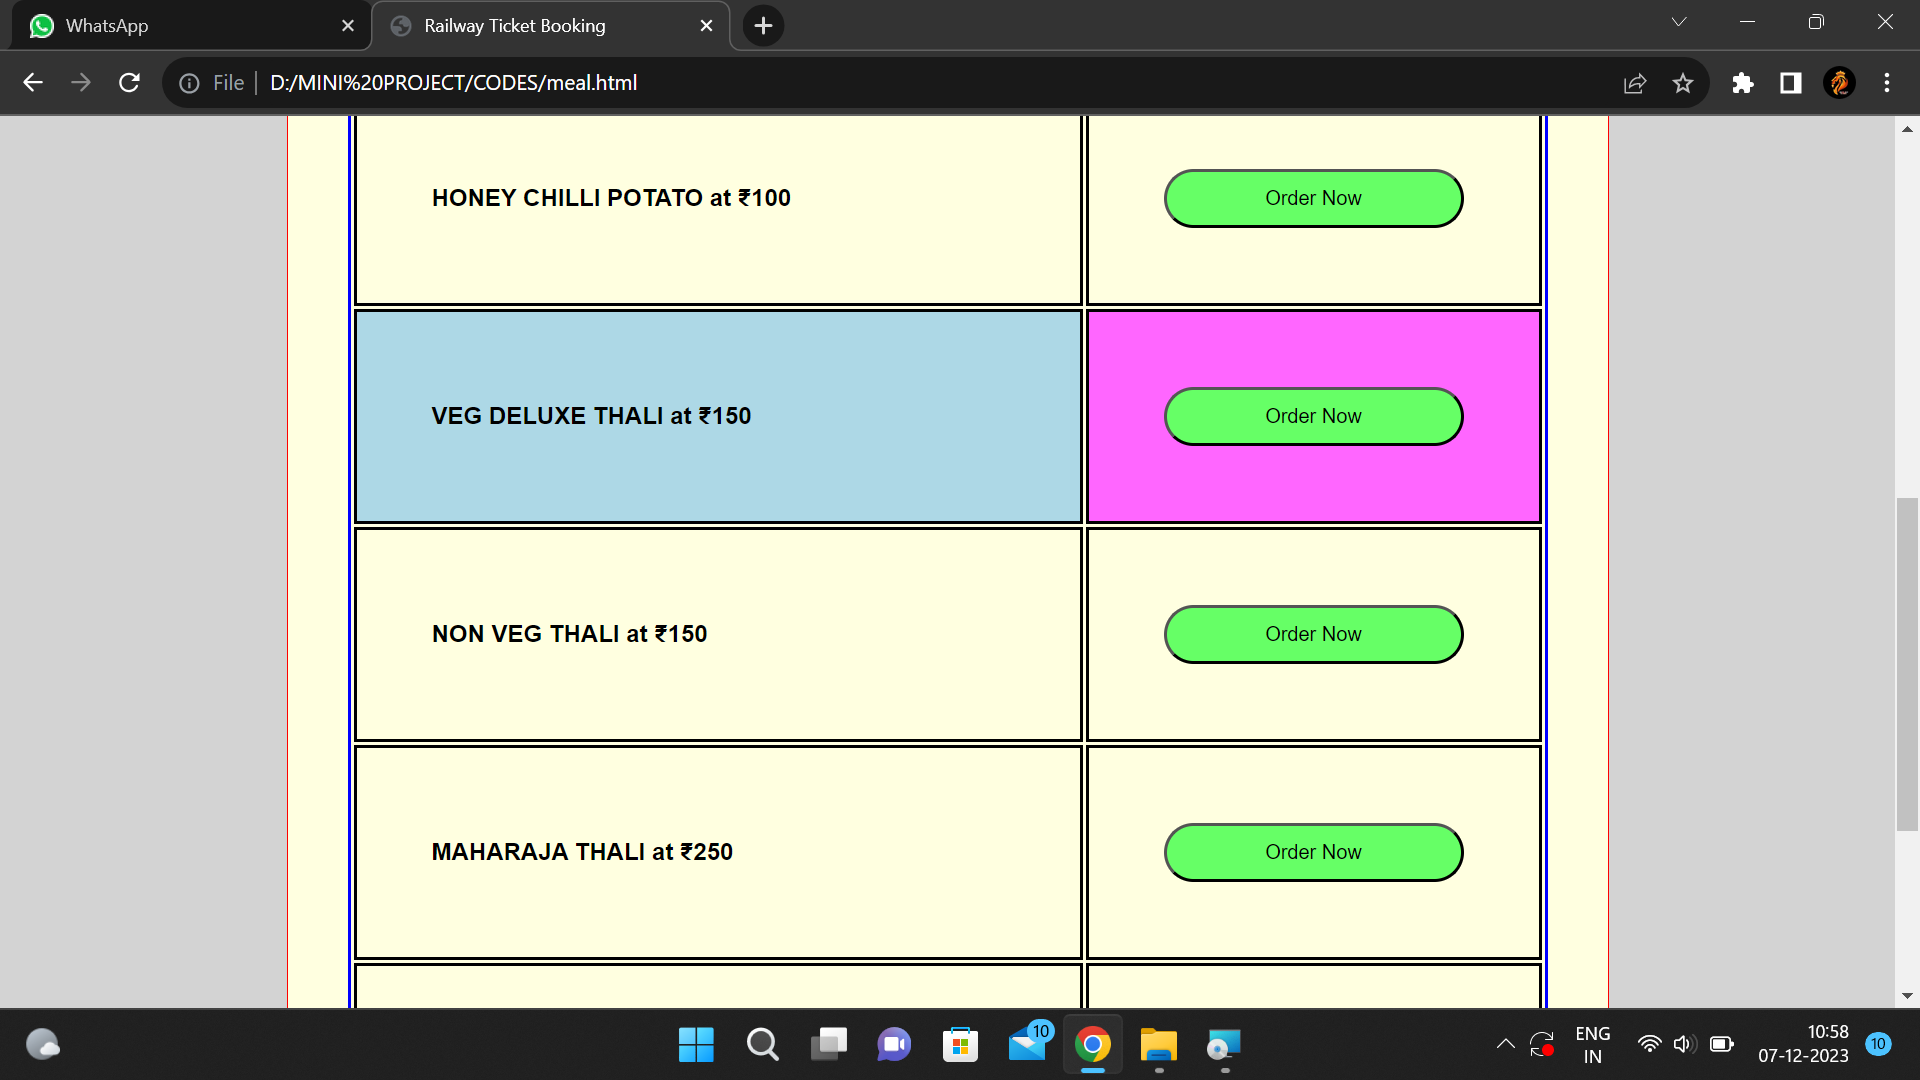 WhatsApp
Railway Ticket Booking
File
D:/MINI%20PROJECT/CODES/meal.html
HONEY CHILLI POTATO at ₹100
Order Now
VEG DELUXE THALI at ₹150
Order Now
NON VEG THALI at ₹150
Order Now
MAHARAJA THALI at ₹250
Order Now
10
ENG
IN
10:58
07-12-2023
10